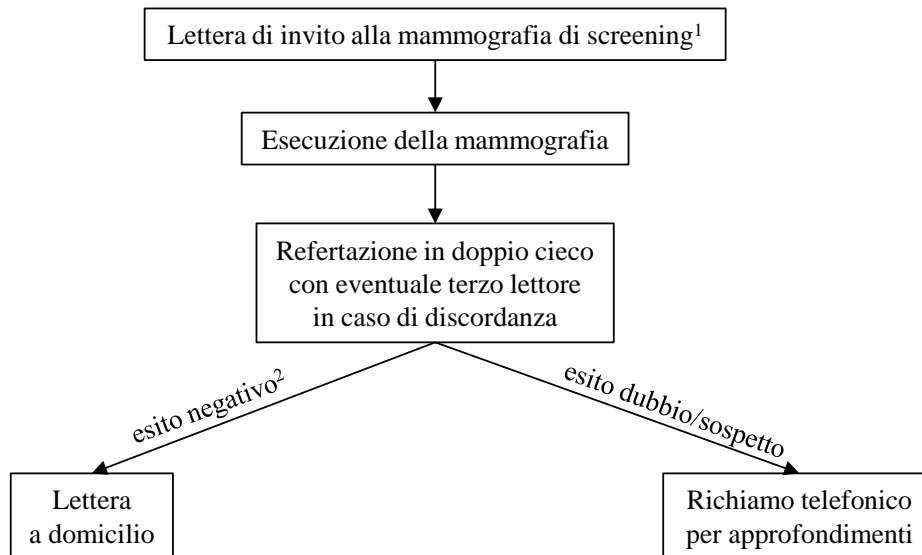 Lettera di invito alla mammografia di screening¹
Esecuzione della mammografia
Refertazione in doppio cieco
con eventuale terzo lettore
in caso di discordanza
esito negativo²
esito dubbio/sospetto
Lettera
a domicilio
Richiamo telefonico
per approfondimenti